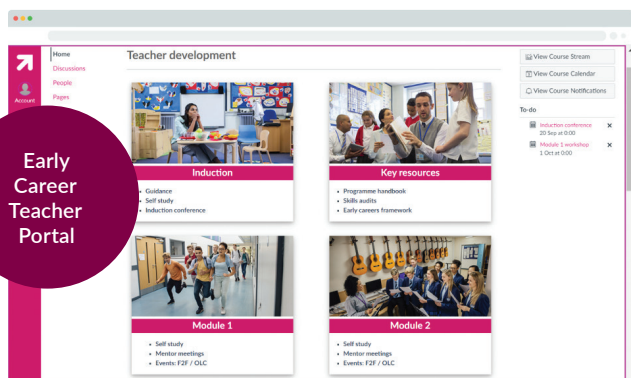 Home
Discussions
People
Pages
Account
Early
Career
Teacher
Portal
Teacher development
Induction
• Guidance
• Self study
• Induction conference
Key resources
• Programme handbook
• Skills audits
• Early careers framework
Module 1
• Self study
• Mentor meetings
• Events: F2F / OLC
Module 2
• Self study
• Mentor meetings
• Events: F2F / OLC
View Course Stream
View Course Calendar
View Course Notifications
To-do
Induction conference
20 Sep at 0:00
Module 1 workshop
1 Oct at 0:00